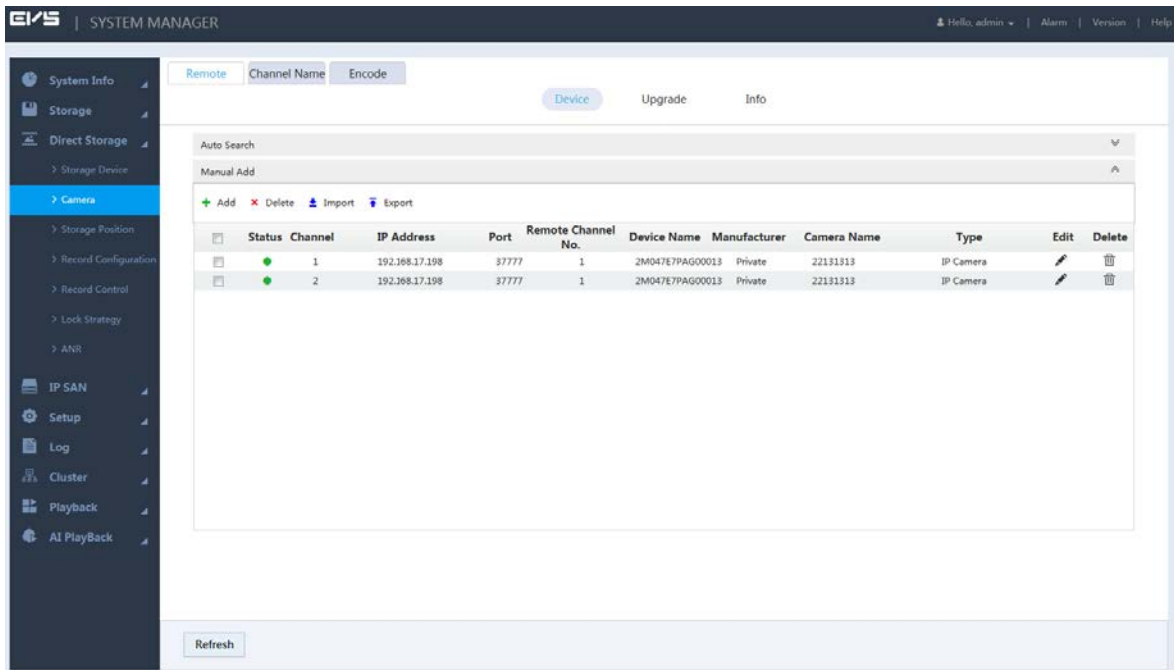 EVS | SYSTEM MANAGER
Hello, admin | Alarm | Version | Help
System Info
Storage
Direct Storage
> Storage Device
> Camera
> Storage Position
> Record Configuration
> Record Control
> Lock Strategy
> ANR
IP SAN
Setup
Log
Cluster
Playback
AI PlayBack
Remote Channel Name Encode
Device Upgrade Info
Auto Search
Manual Add
Add Delete Import Export
Status Channel IP Address Port Remote Channel No. Device Name Manufacturer Camera Name Type Edit Delete
1 192.168.17.198 37777 1 2M047E7PAG00013 Private 22131313 IP Camera
2 192.168.17.198 37777 1 2M047E7PAG00013 Private 22131313 IP Camera
Refresh